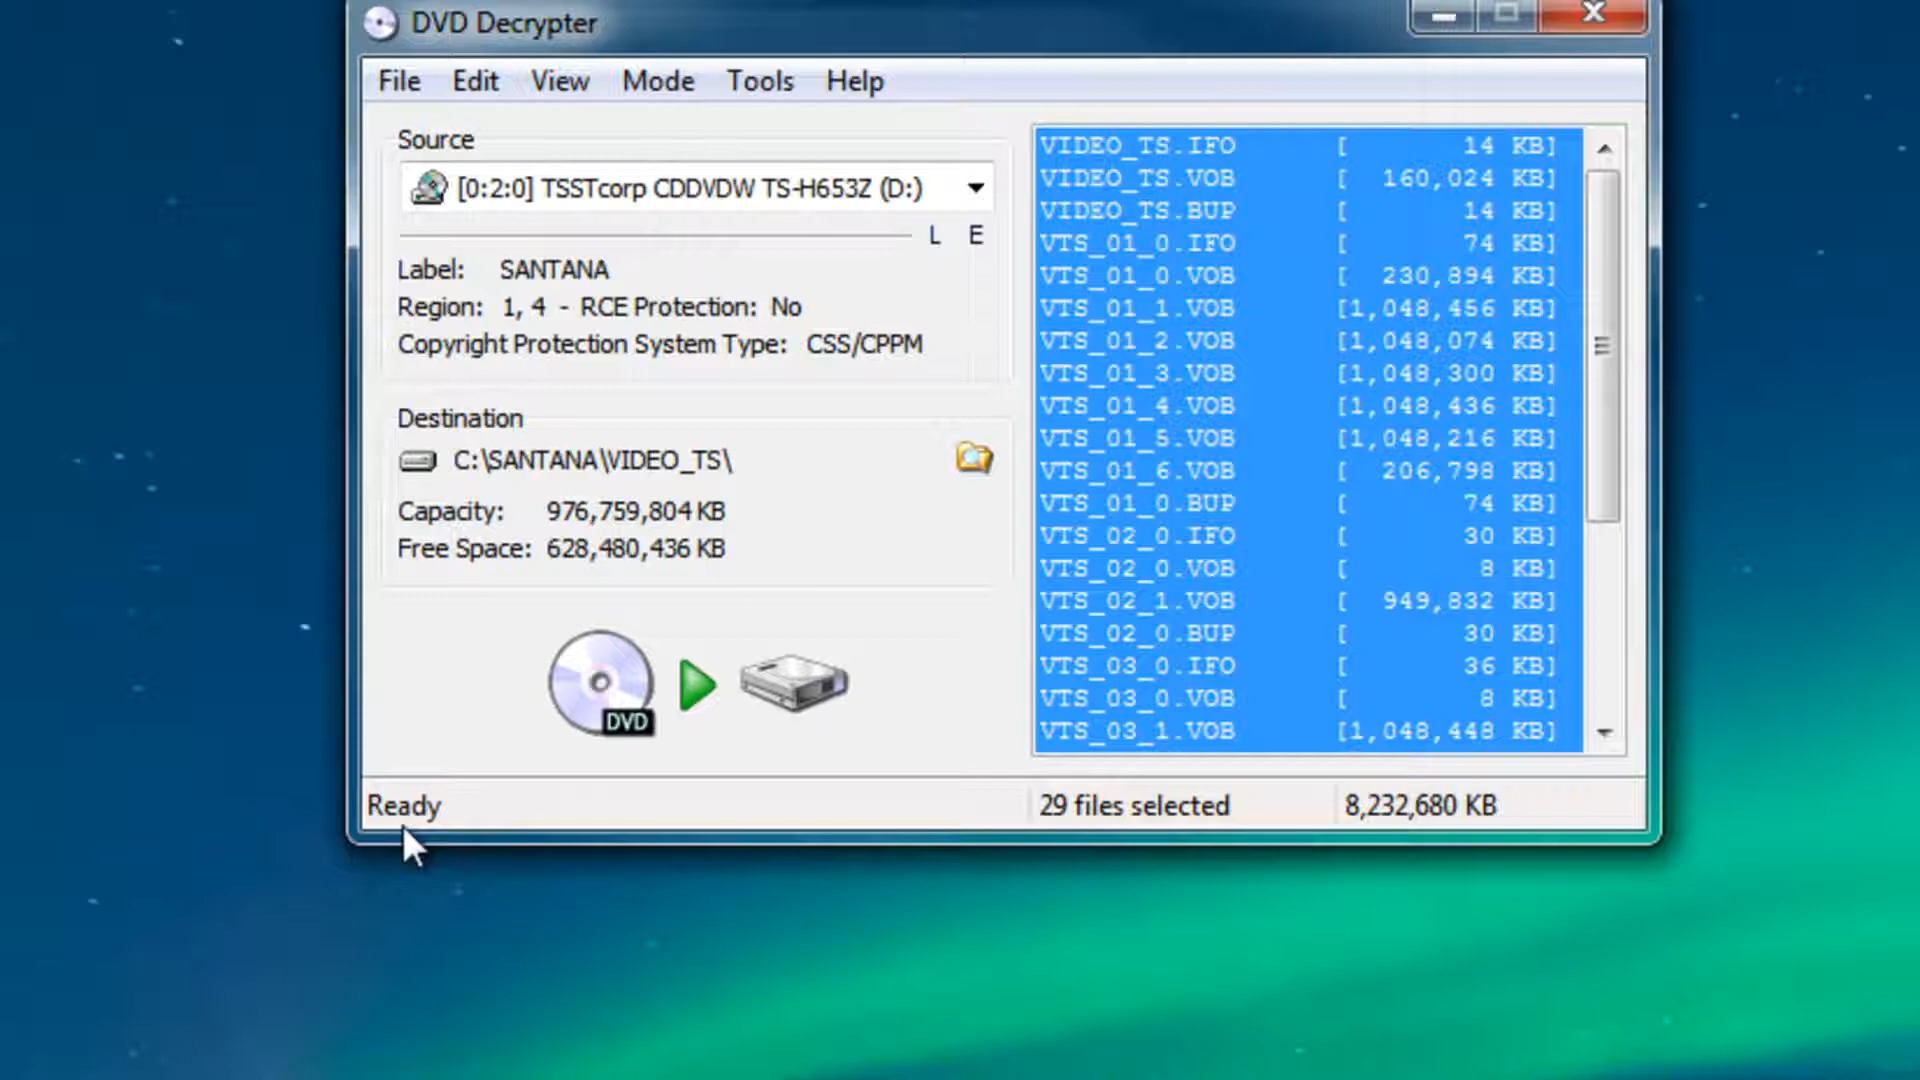 DVD Decrypter
File Edit View Mode Tools Help
Source
[0:2:0] TSSTcorp CDDVDW TS-H653Z (D:)
L E
Label: SANTANA
Region: 1, 4 - RCE Protection: No
Copyright Protection System Type: CSS/CPPM
Destination
C:\SANTANA\VIDEO_TS\
Capacity: 976,759,804 KB
Free Space: 628,480,436 KB
DVD
VIDEO_TS.IFO [ 14 KB]
VIDEO_TS.VOB [ 160,024 KB]
VIDEO_TS.BUP [ 14 KB]
VTS_01_0.IFO [ 74 KB]
VTS_01_0.VOB [ 230,894 KB]
VTS_01_1.VOB [1,048,456 KB]
VTS_01_2.VOB [1,048,074 KB]
VTS_01_3.VOB [1,048,300 KB]
VTS_01_4.VOB [1,048,436 KB]
VTS_01_5.VOB [1,048,216 KB]
VTS_01_6.VOB [ 206,798 KB]
VTS_01_0.BUP [ 74 KB]
VTS_02_0.IFO [ 30 KB]
VTS_02_0.VOB [ 8 KB]
VTS_02_1.VOB [ 949,832 KB]
VTS_02_0.BUP [ 30 KB]
VTS_03_0.IFO [ 36 KB]
VTS_03_0.VOB [ 8 KB]
VTS_03_1.VOB [1,048,448 KB]
Ready
29 files selected
8,232,680 KB